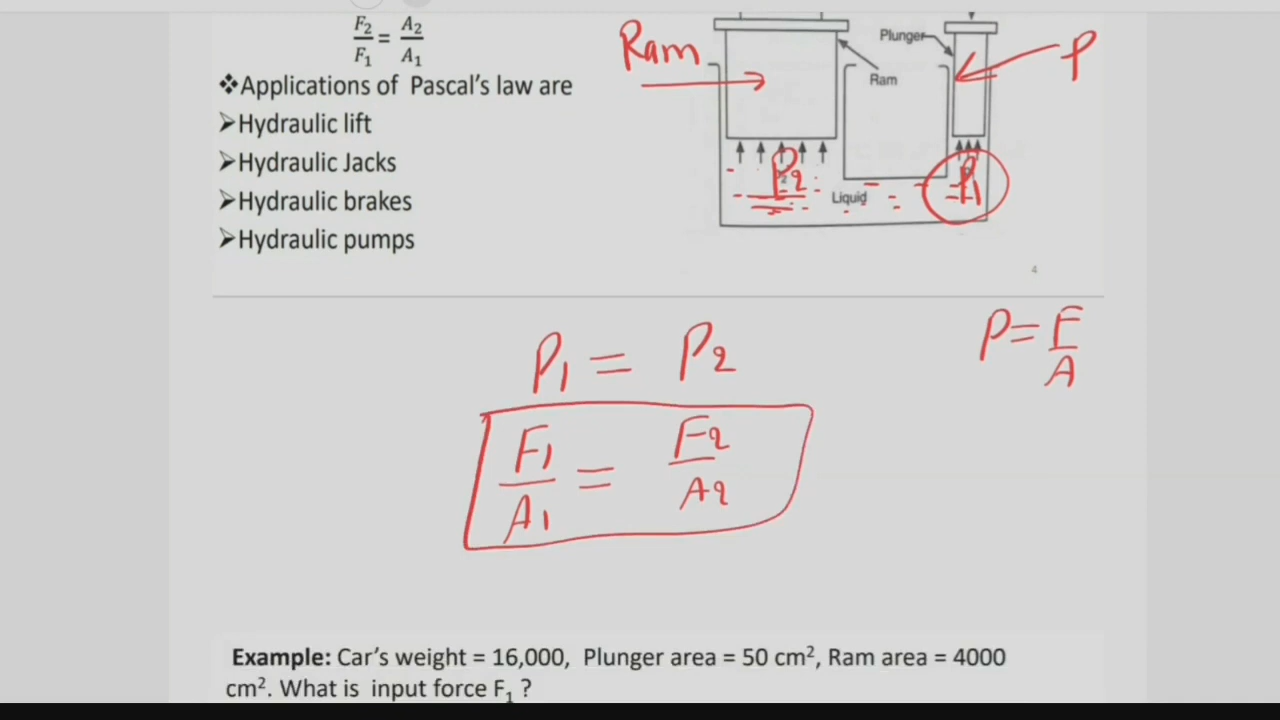 F2/F1 = A2/A1
❖Applications of Pascal's law are
➢Hydraulic lift
➢Hydraulic Jacks
➢Hydraulic brakes
➢Hydraulic pumps
Ram
Plunger
P
Ram
P2
Liquid
P1
4
P1 = P2
P = F/A
F1/A1 = F2/A2
Example: Car's weight = 16,000, Plunger area = 50 cm², Ram area = 4000
cm². What is input force F1 ?